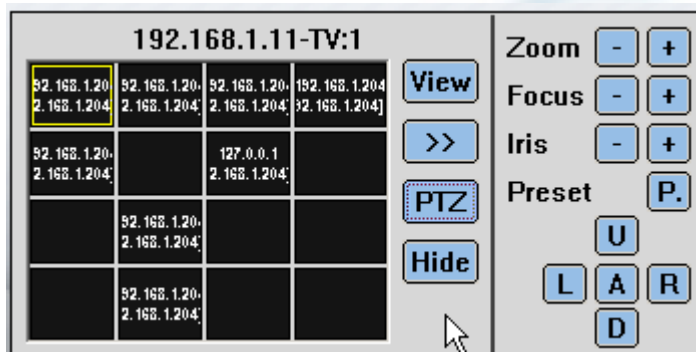 192.168.1.11-TV:1
92.168.1.20 92.168.1.20 92.168.1.20 192.168.1.204
2.168.1.204] 2.168.1.204] 2.168.1.204] 92.168.1.204]
92.168.1.20 127.0.0.1
2.168.1.204] 2.168.1.204]
92.168.1.20
2.168.1.204]
92.168.1.20
2.168.1.204]
View
>>
PTZ
Hide
Zoom - +
Focus - +
Iris - +
Preset P.
U
L A R
D